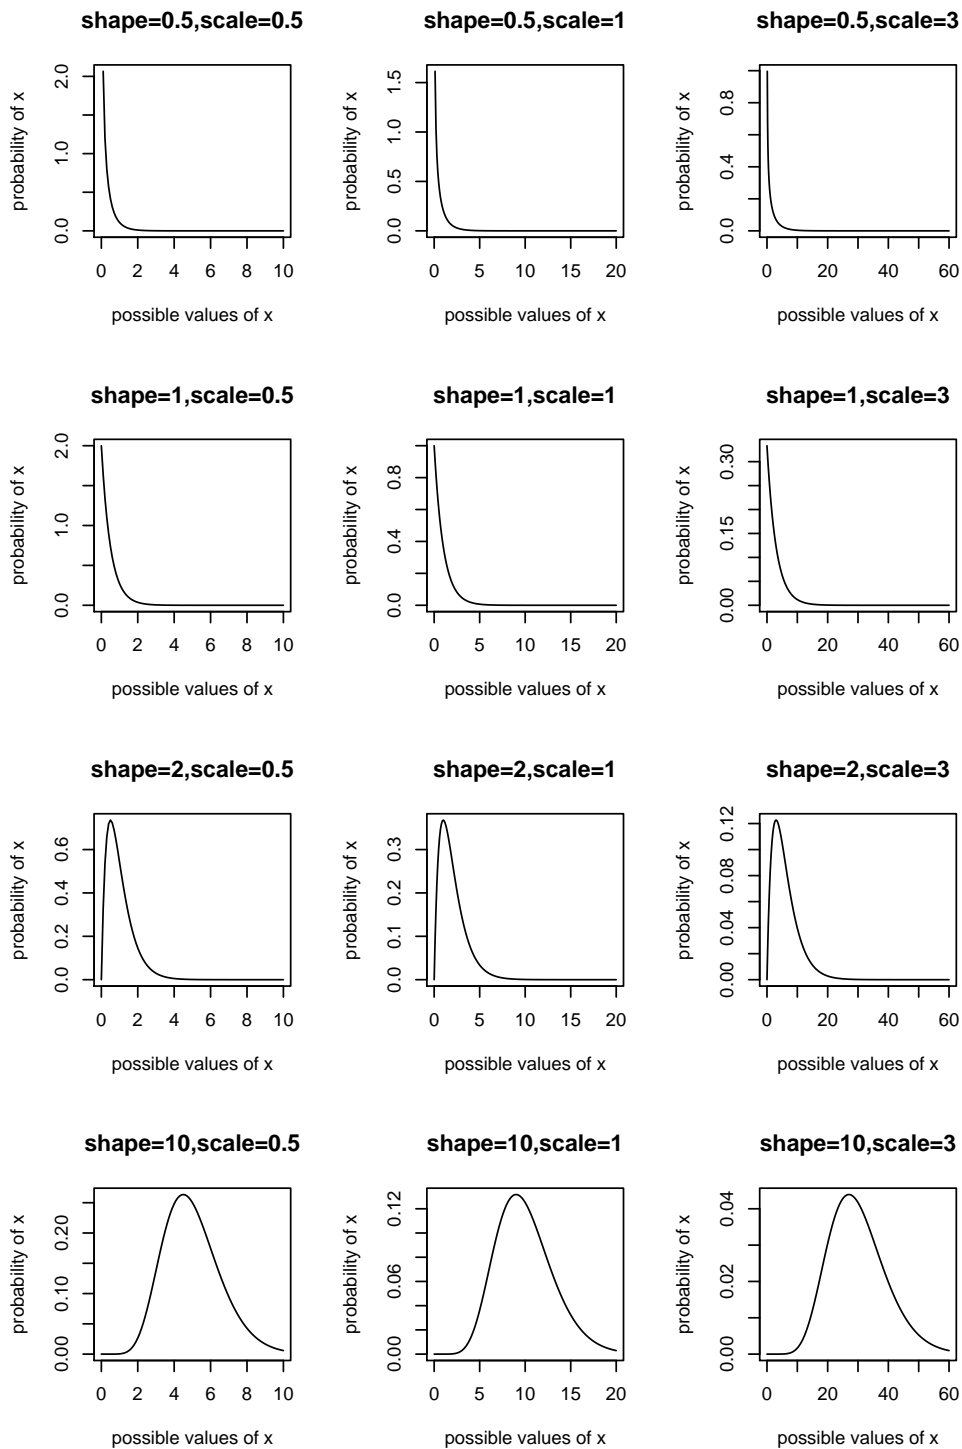 shape=0.5,scale=0.5
probability of x
0.0 1.0 2.0
0 2 4 6 8 10
possible values of x
shape=0.5,scale=1
probability of x
0.0 0.5 1.0 1.5
0 5 10 15 20
possible values of x
shape=0.5,scale=3
probability of x
0.0 0.4 0.8
0 20 40 60
possible values of x
shape=1,scale=0.5
probability of x
0.0 1.0 2.0
0 2 4 6 8 10
possible values of x
shape=1,scale=1
probability of x
0.0 0.4 0.8
0 5 10 15 20
possible values of x
shape=1,scale=3
probability of x
0.00 0.15 0.30
0 20 40 60
possible values of x
shape=2,scale=0.5
probability of x
0.0 0.2 0.4 0.6
0 2 4 6 8 10
possible values of x
shape=2,scale=1
probability of x
0.0 0.1 0.2 0.3
0 5 10 15 20
possible values of x
shape=2,scale=3
probability of x
0.00 0.04 0.08 0.12
0 20 40 60
possible values of x
shape=10,scale=0.5
probability of x
0.00 0.10 0.20
0 2 4 6 8 10
possible values of x
shape=10,scale=1
probability of x
0.00 0.06 0.12
0 5 10 15 20
possible values of x
shape=10,scale=3
probability of x
0.00 0.02 0.04
0 20 40 60
possible values of x